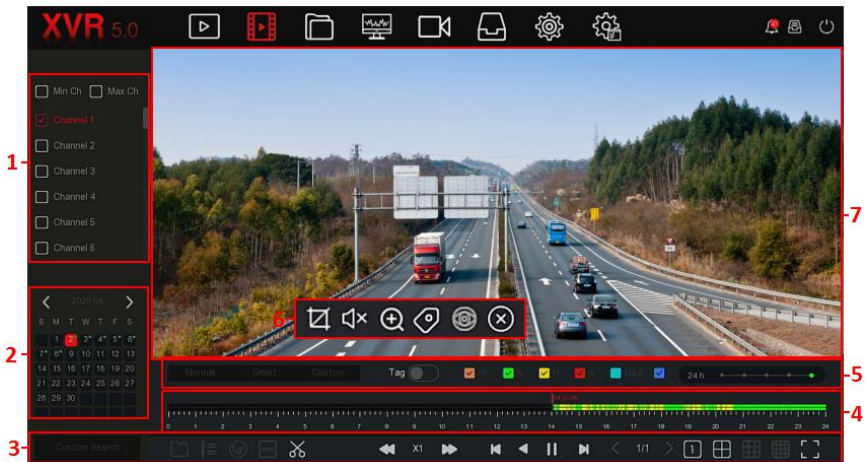 XVR 5.0
Min Ch Max Ch
Channel 1
Channel 2
Channel 3
Channel 4
Channel 5
Channel 6
1
7
6
2
S M T W T F S
1 2 3* 4* 5* 6*
7* 8* 9 10 11 12 13
14 15 16 17 18 19 20
21 22 23 24 25 26 27
28 29 30
Normal Smart Custom Tag All N M A M&A 24 h
5
0 1 2 3 4 5 6 7 8 9 10 11 12 13 14 15 16 17 18 19 20 21 22 23 24
4
3
Custom Search X1 1/1 1